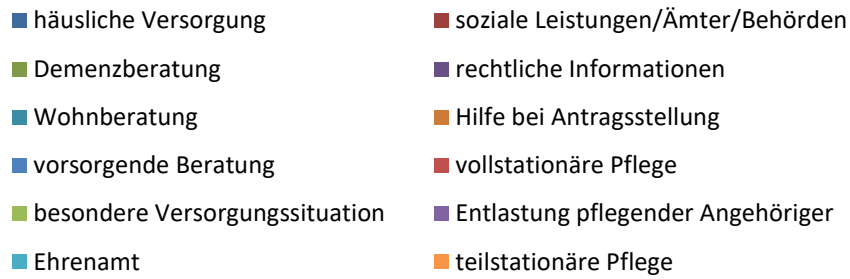 häusliche Versorgung
soziale Leistungen/Ämter/Behörden
Demenzberatung
rechtliche Informationen
Wohnberatung
Hilfe bei Antragsstellung
vorsorgende Beratung
vollstationäre Pflege
besondere Versorgungssituation
Entlastung pflegender Angehöriger
Ehrenamt
teilstationäre Pflege